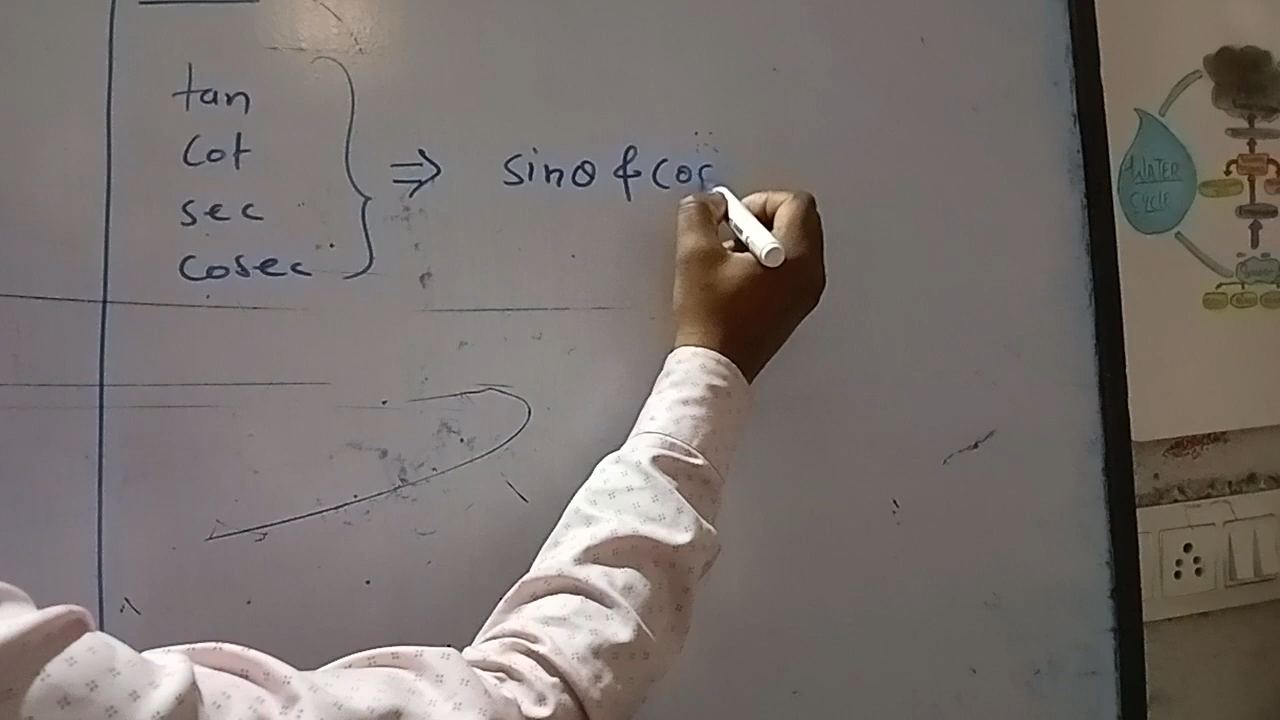 tan
cot
sec
cosec
⇒ sinθ & cos
WATER
CYCLE